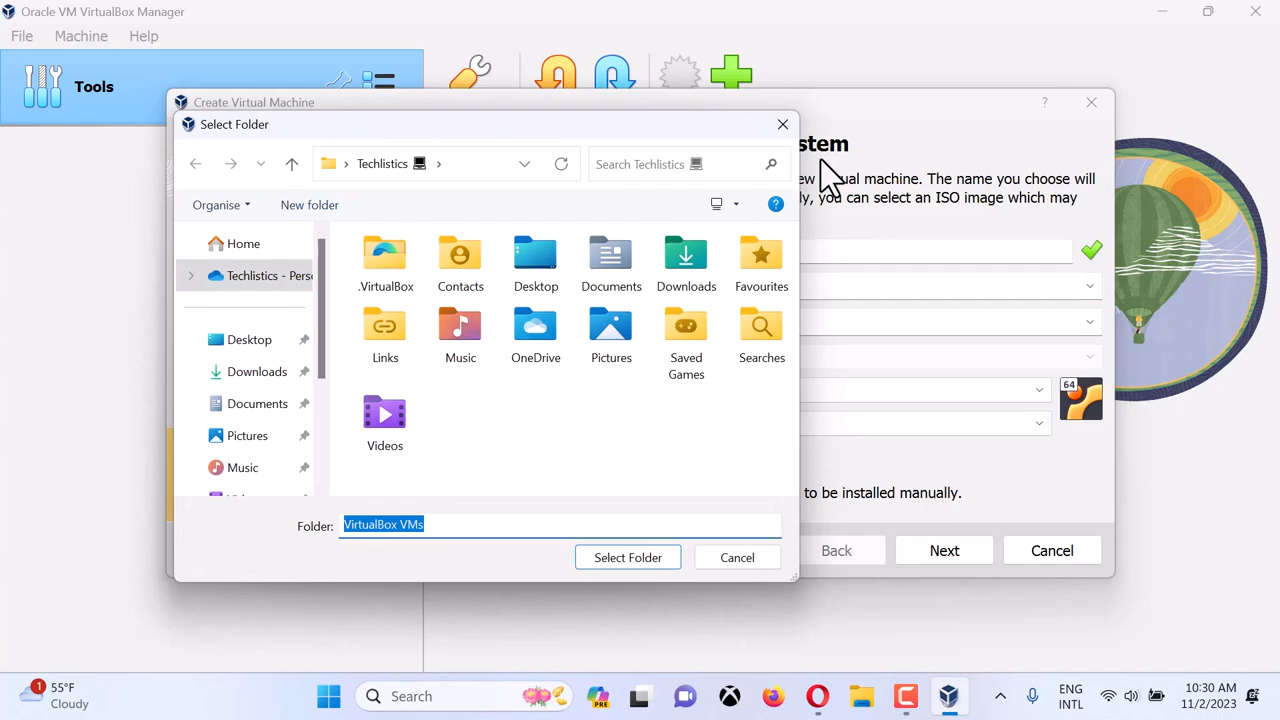 Oracle VM VirtualBox Manager
File Machine Help
Tools
Create Virtual Machine
Select Folder
Techlistics
Search Techlistics
Organise
New folder
Home
Techlistics - Perso
Desktop
Downloads
Documents
Pictures
Music
.VirtualBox
Contacts
Desktop
Documents
Downloads
Favourites
Links
Music
OneDrive
Pictures
Saved
Games
Searches
Videos
Folder: VirtualBox VMs
Select Folder
Cancel
stem
ew virtual machine. The name you choose will
ly, you can select an ISO image which may
64
to be installed manually.
Back
Next
Cancel
1
55°F
Cloudy
Search
PRE
ENG
INTL
10:30 AM
11/2/2023